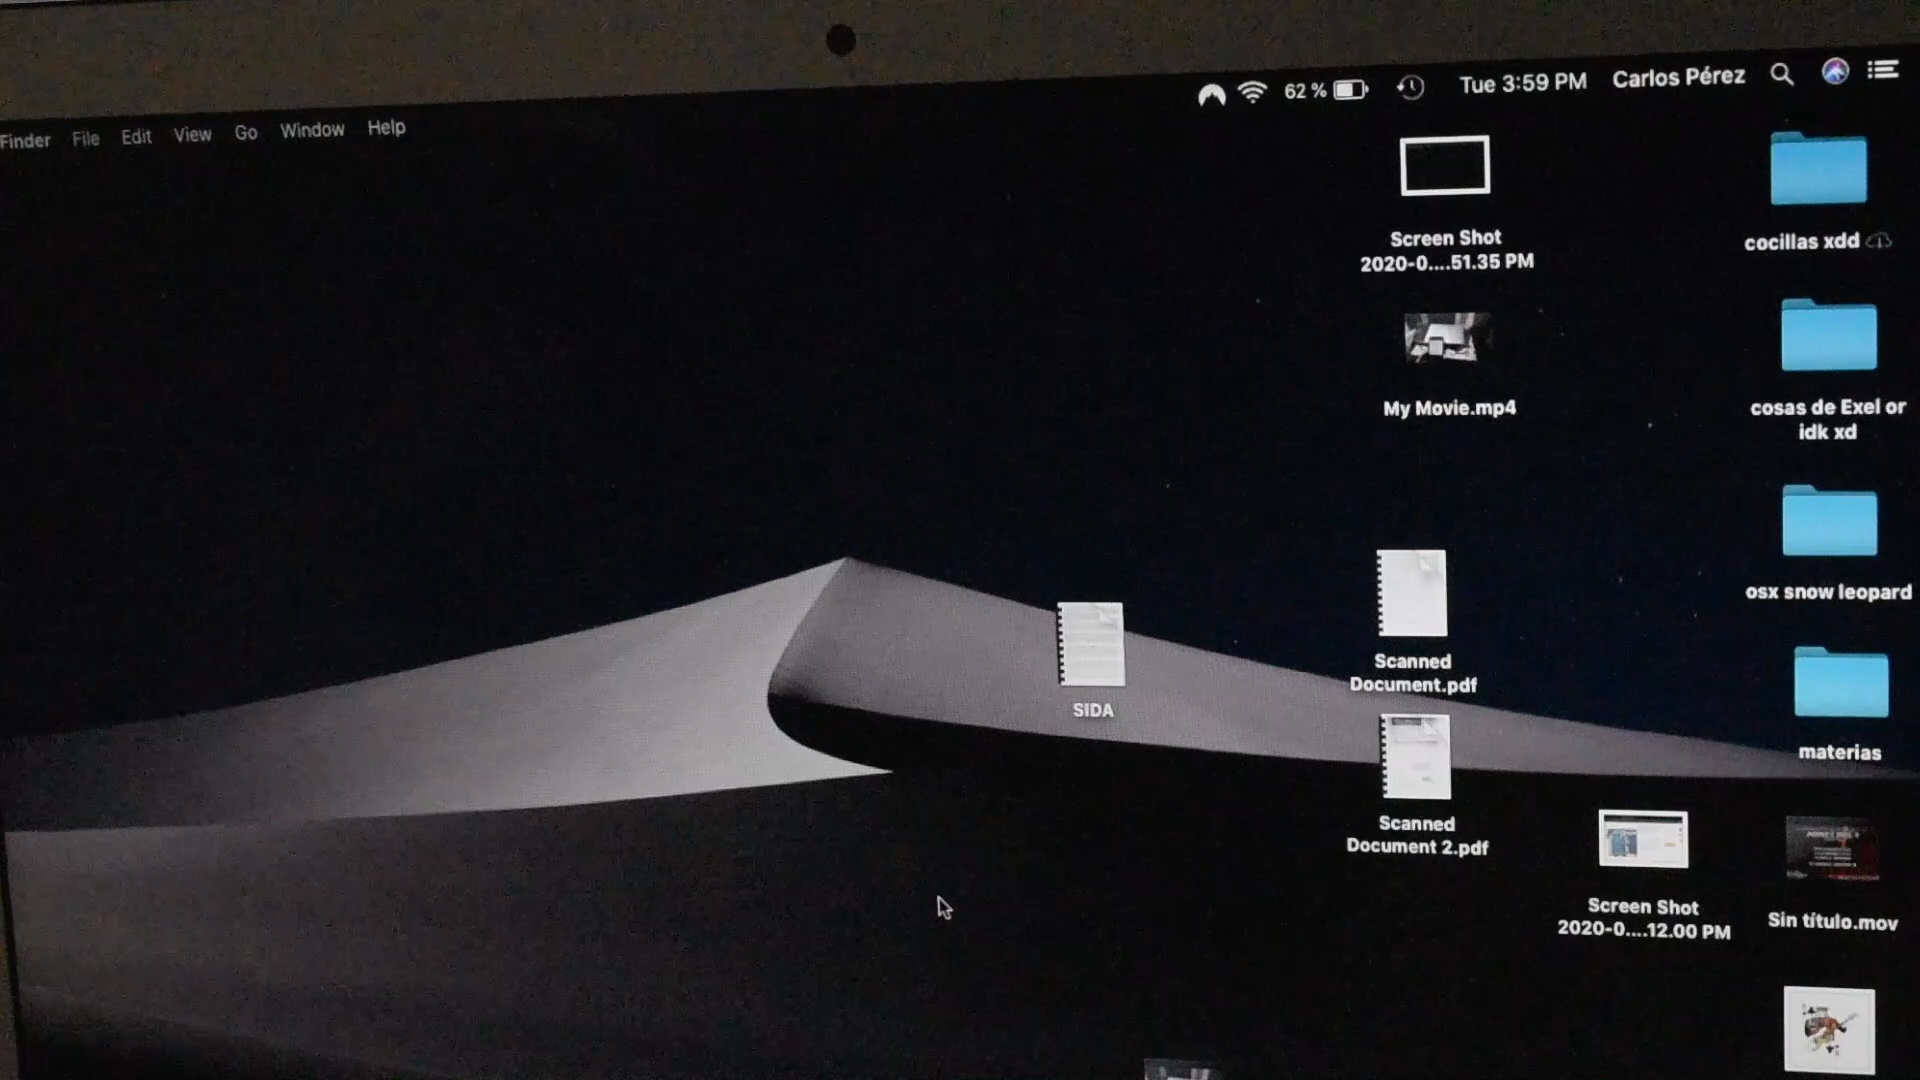 Finder File Edit View Go Window Help
62 % Tue 3:59 PM Carlos Pérez
Screen Shot
2020-0....51.35 PM
cocillas xdd
My Movie.mp4
cosas de Exel or
idk xd
osx snow leopard
Scanned
Document.pdf
SIDA
materias
Scanned
Document 2.pdf
Screen Shot
2020-0....12.00 PM
Sin título.mov